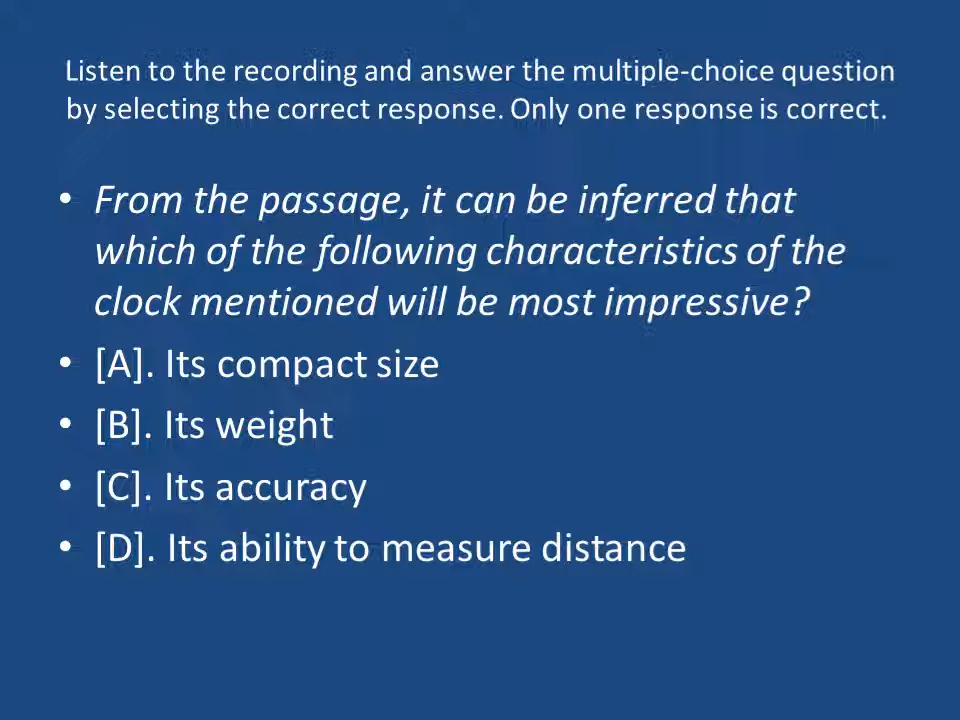 Listen to the recording and answer the multiple-choice question
by selecting the correct response. Only one response is correct.
• From the passage, it can be inferred that
which of the following characteristics of the
clock mentioned will be most impressive?
• [A]. Its compact size
• [B]. Its weight
• [C]. Its accuracy
• [D]. Its ability to measure distance